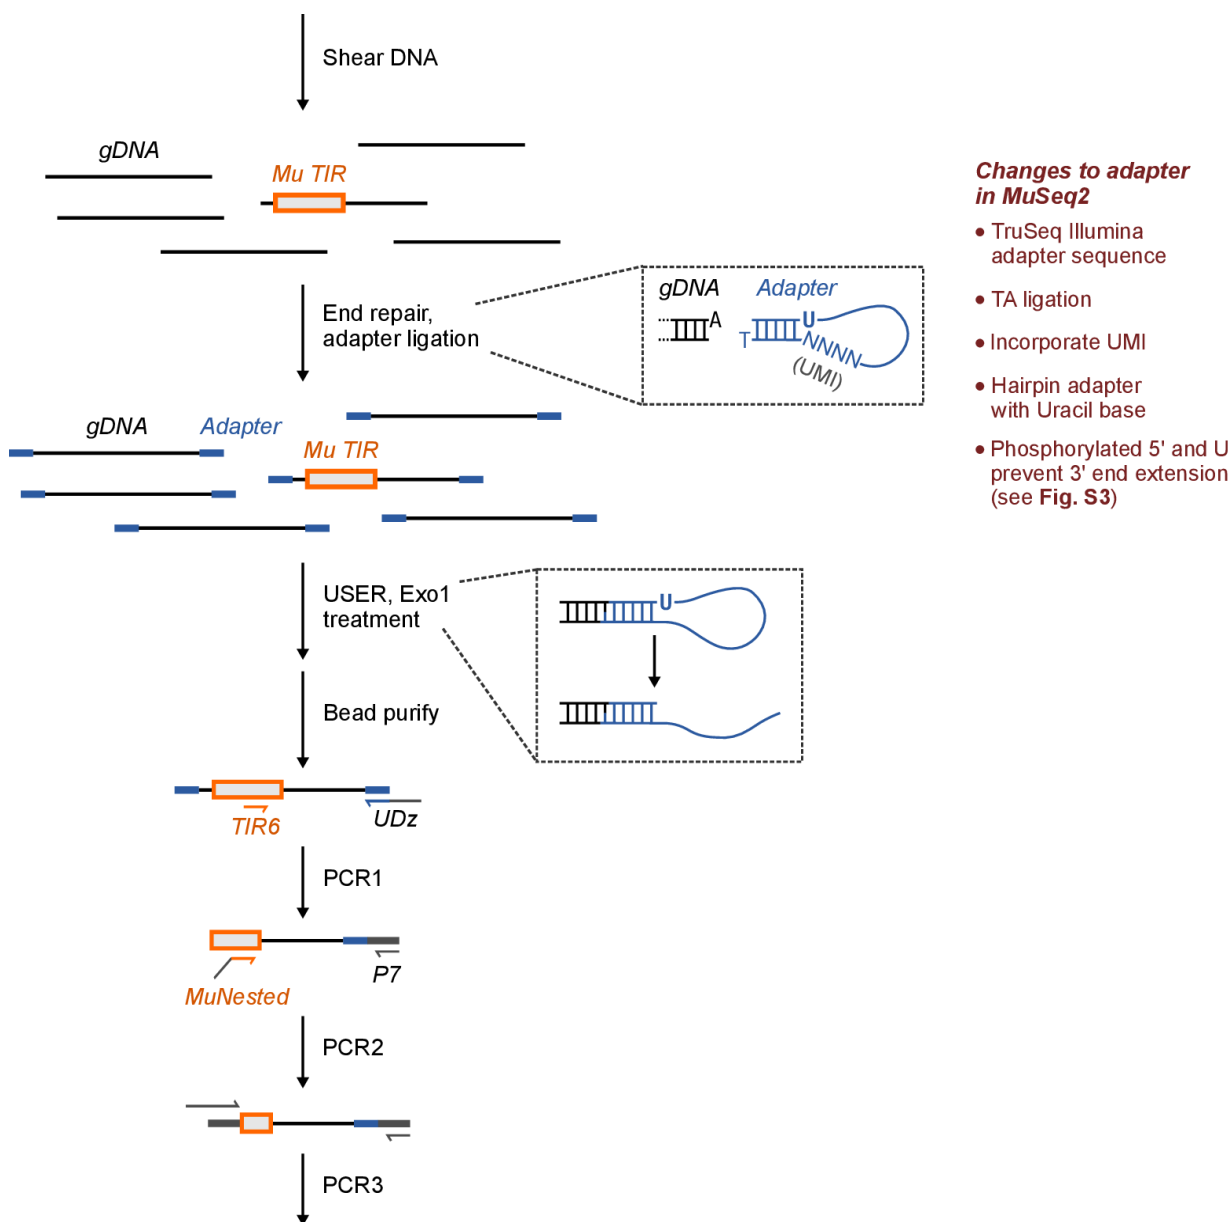 Shear DNA
gDNA
Mu TIR
Changes to adapter
in MuSeq2
• TruSeq Illumina
adapter sequence
• TA ligation
• Incorporate UMI
• Hairpin adapter
with Uracil base
• Phosphorylated 5' and U
prevent 3' end extension
(see Fig. S3)
End repair,
adapter ligation
gDNA
Adapter
A
U
T
NNNN
(UMI)
gDNA
Adapter
Mu TIR
USER, Exo1
treatment
U
Bead purify
TIR6
UDz
PCR1
MuNested
P7
PCR2
PCR3